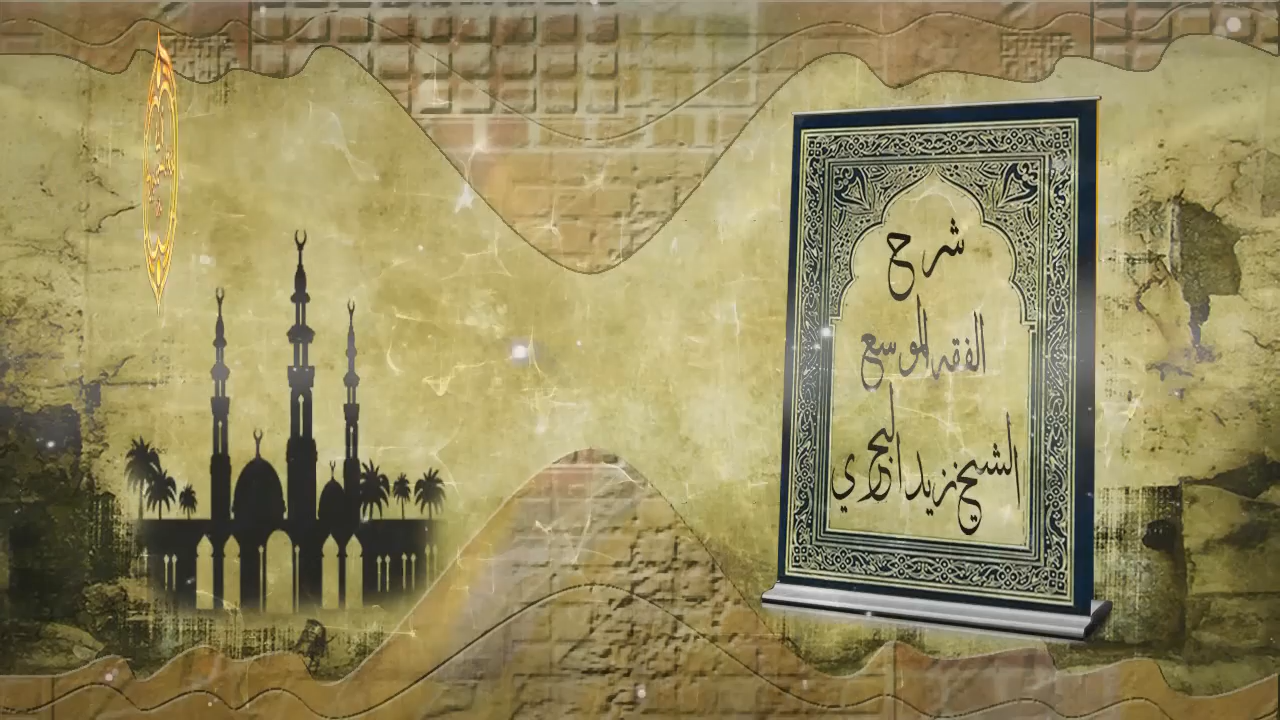 شرح
الفقه الموسع
الشيخ زيد البحري